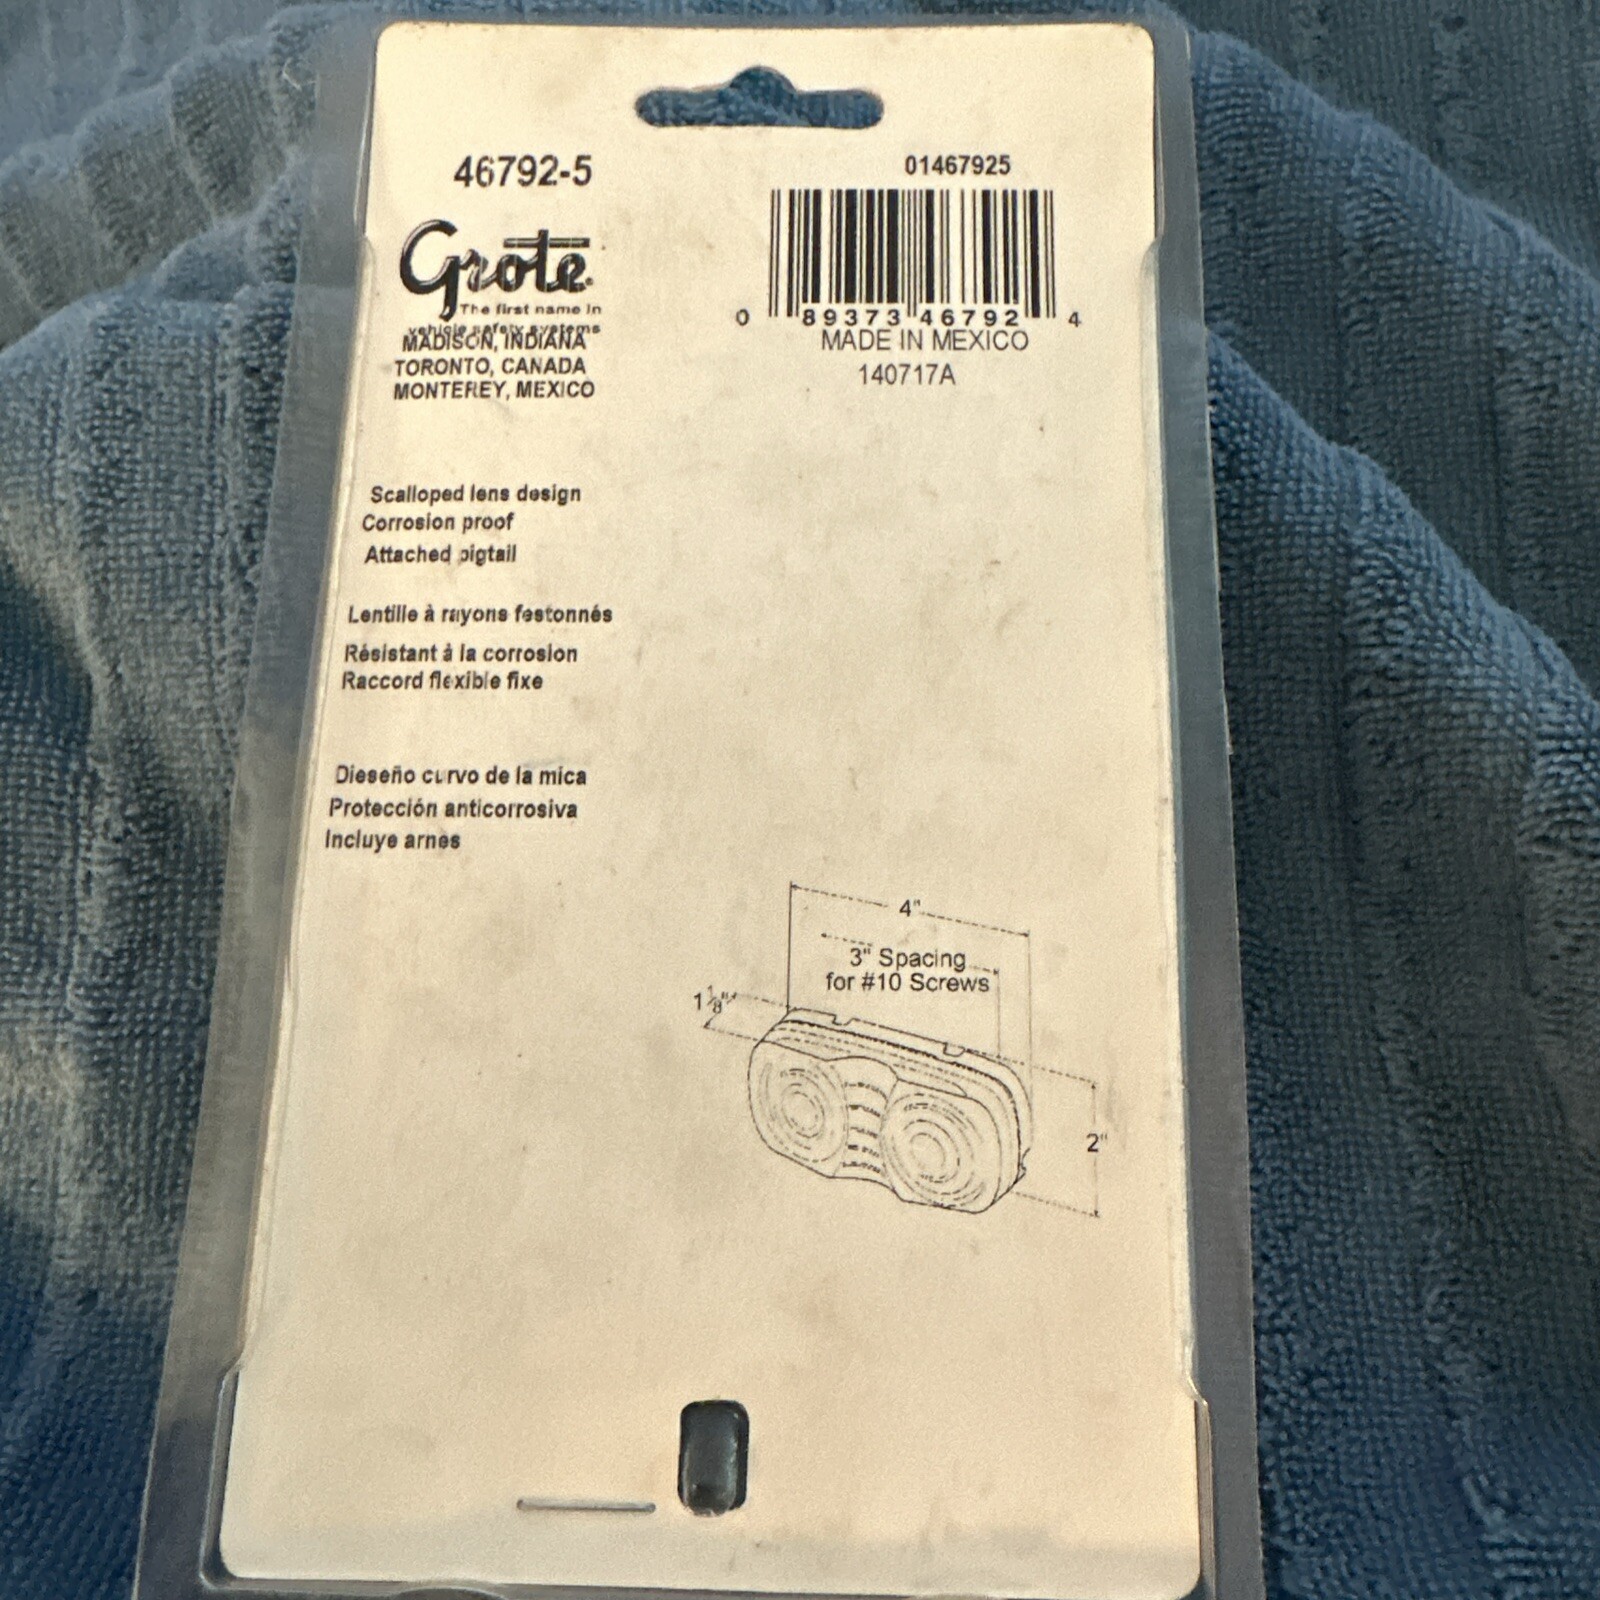 46792-5
01467925
Grote
The first name in
vehicle safety systems
MADISON, INDIANA
TORONTO, CANADA
MONTEREY, MEXICO
0 89373 46792 4
MADE IN MEXICO
140717A
Scalloped lens design
Corrosion proof
Attached pigtail
Lentille à rayons festonnés
Résistant à la corrosion
Raccord flexible fixe
Dieseño curvo de la mica
Protección anticorrosiva
Incluye arnes
4"
3" Spacing
for #10 Screws
1 1/8"
2"